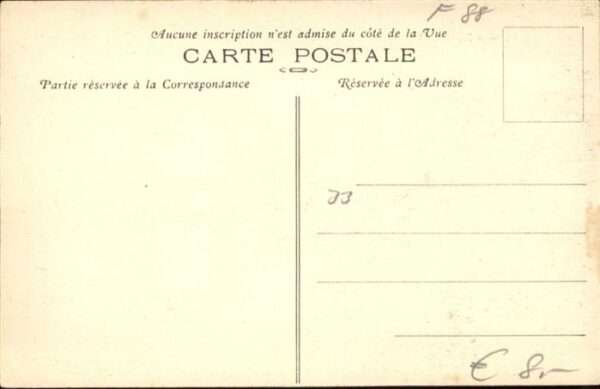 F 88
Aucune inscription n'est admise du côté de la Vue
CARTE POSTALE
Partie réservée à la Correspondance
Réservée à l'Adresse
33
€ 8,-